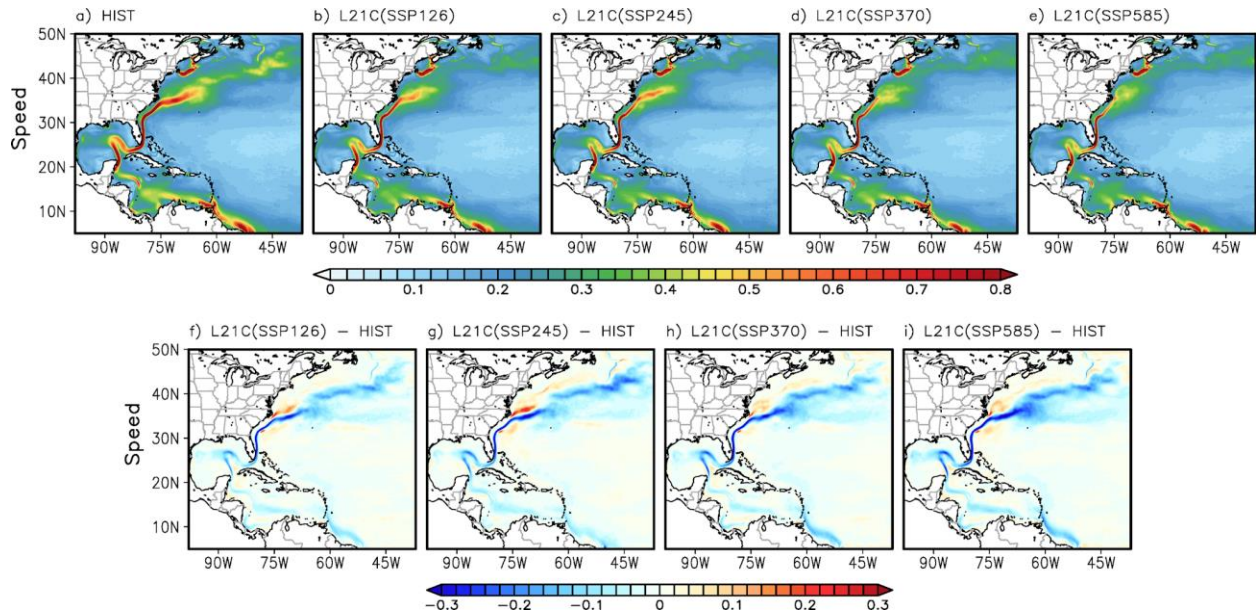 a) HIST
b) L21C(SSP126)
c) L21C(SSP245)
d) L21C(SSP370)
e) L21C(SSP585)
Speed
50N
40N
30N
20N
10N
90W 75W 60W 45W
90W 75W 60W 45W
90W 75W 60W 45W
90W 75W 60W 45W
90W 75W 60W 45W
0 0.1 0.2 0.3 0.4 0.5 0.6 0.7 0.8
f) L21C(SSP126) − HIST
g) L21C(SSP245) − HIST
h) L21C(SSP370) − HIST
i) L21C(SSP585) − HIST
Speed
50N
40N
30N
20N
10N
90W 75W 60W 45W
90W 75W 60W 45W
90W 75W 60W 45W
90W 75W 60W 45W
−0.3 −0.2 −0.1 0 0.1 0.2 0.3